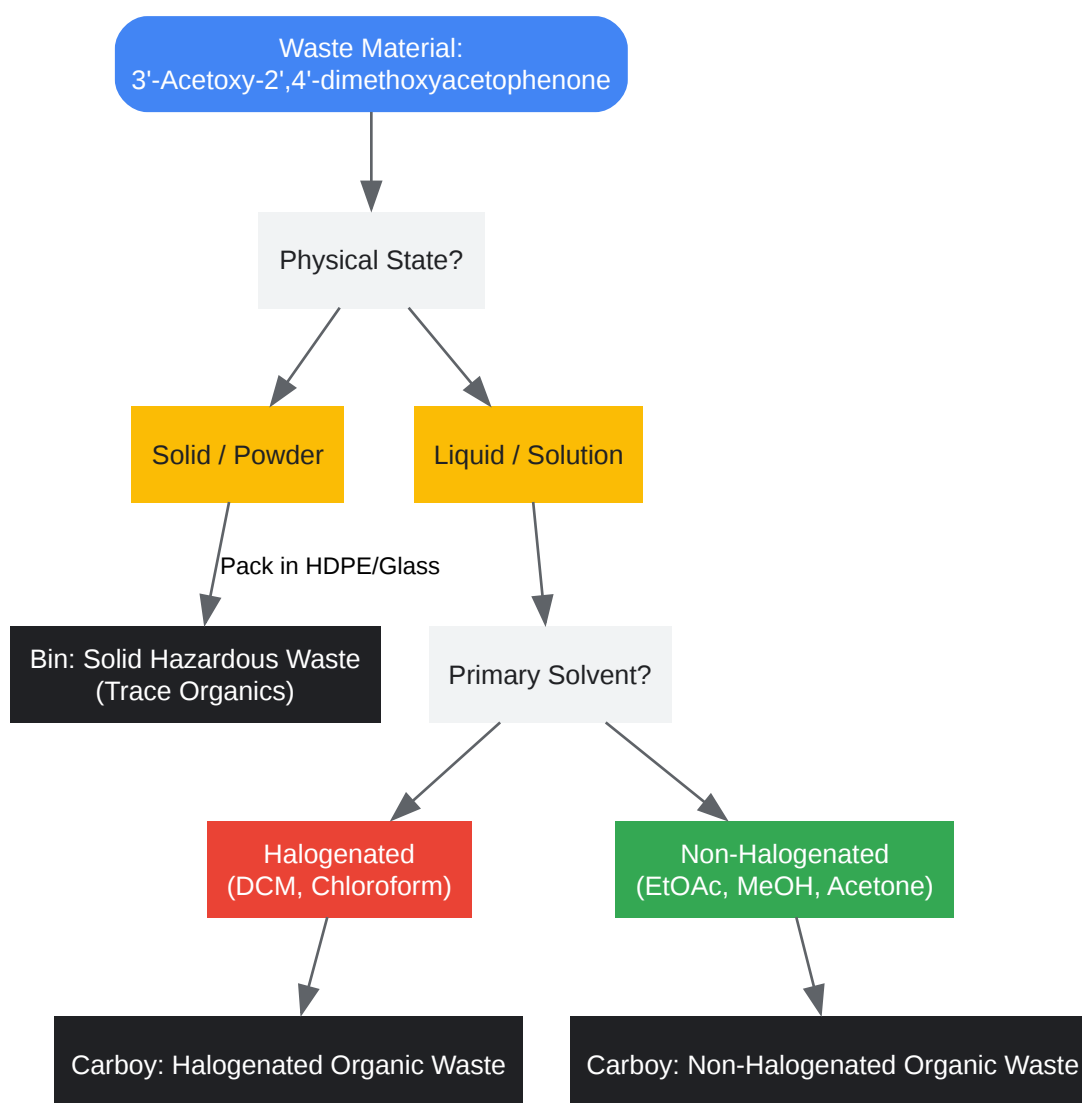 Waste Material:
3'-Acetoxy-2',4'-dimethoxyacetophenone
Physical State?
Solid / Powder
Liquid / Solution
Pack in HDPE/Glass
Bin: Solid Hazardous Waste
(Trace Organics)
Primary Solvent?
Halogenated
(DCM, Chloroform)
Non-Halogenated
(EtOAc, MeOH, Acetone)
Carboy: Halogenated Organic Waste
Carboy: Non-Halogenated Organic Waste